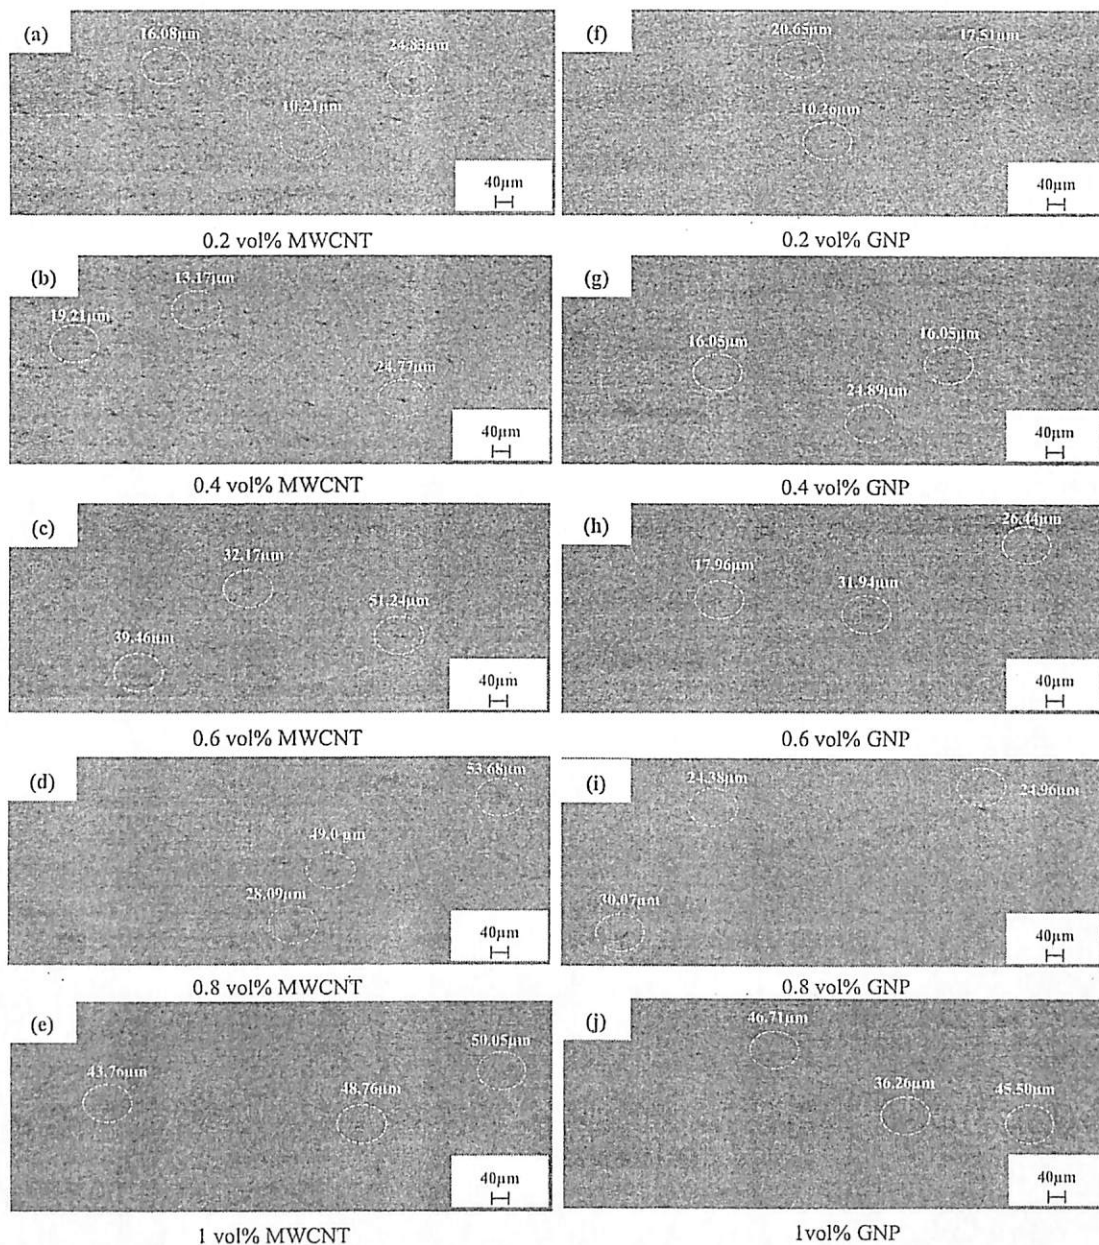 (a)
16.08µm
24.83µm
10.21µm
40µm
0.2 vol% MWCNT
(f)
20.65µm
17.51µm
10.26µm
40µm
0.2 vol% GNP
(b)
13.17µm
19.21µm
24.77µm
40µm
0.4 vol% MWCNT
(g)
16.05µm
16.05µm
24.89µm
40µm
0.4 vol% GNP
(c)
32.17µm
51.24µm
39.46µm
40µm
0.6 vol% MWCNT
(h)
26.44µm
17.96µm
31.94µm
40µm
0.6 vol% GNP
(d)
53.68µm
49.0 µm
28.09µm
40µm
0.8 vol% MWCNT
(i)
24.38µm
24.96µm
30.07µm
40µm
0.8 vol% GNP
(e)
50.05µm
43.76µm
48.76µm
40µm
1 vol% MWCNT
(j)
46.71µm
36.26µm
45.50µm
40µm
1vol% GNP